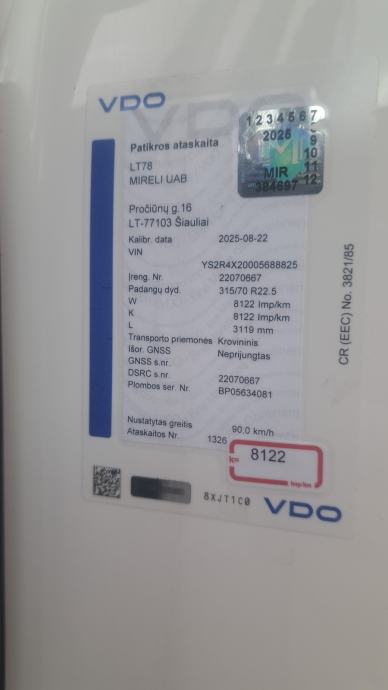 VDO
Patikros ataskaita
LT78
MIRELI UAB
1 2 3 4 5 6 7
2025 8
9
10
11
MIR 12
384697
Pročiūnų g.16
LT-77103 Šiauliai
Kalibr. data 2025-08-22
VIN
YS2R4X20005688825
Įreng. Nr. 22070667
Padangų dyd. 315/70 R22.5
W 8122 Imp/km
K 8122 Imp/km
L 3119 mm
Transporto priemonės Krovininis
Išor. GNSS Neprijungtas
GNSS s.nr.
DSRC s.nr. 22070667
Plombos ser. Nr. BP05634081
Nustatytas greitis 90,0 km/h
Ataskaitos Nr. 1326
k= 8122
Imp/km
8XJT1C0
VDO
CR (EEC) No. 3821/85